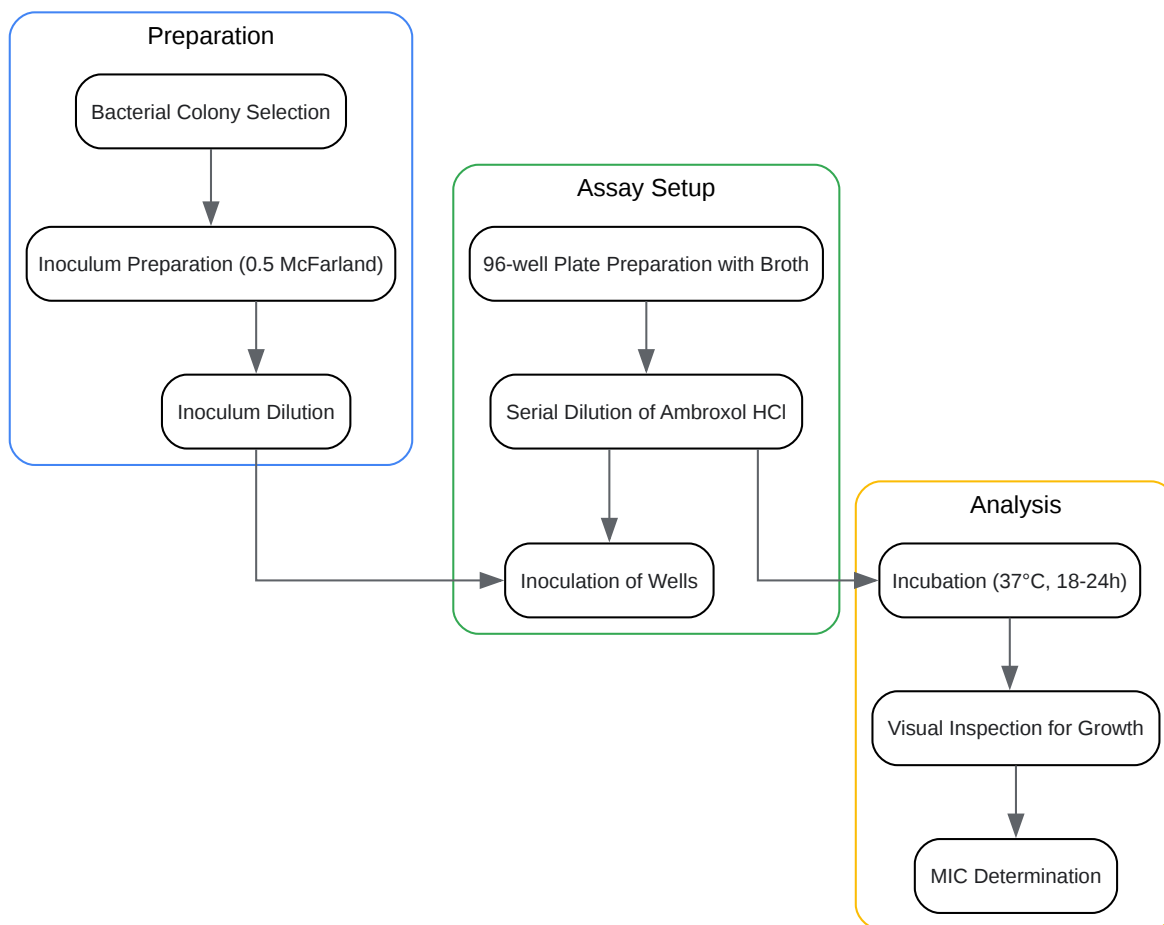 Preparation
Bacterial Colony Selection
Inoculum Preparation (0.5 McFarland)
Inoculum Dilution
Assay Setup
96-well Plate Preparation with Broth
Serial Dilution of Ambroxol HCl
Inoculation of Wells
Analysis
Incubation (37°C, 18-24h)
Visual Inspection for Growth
MIC Determination